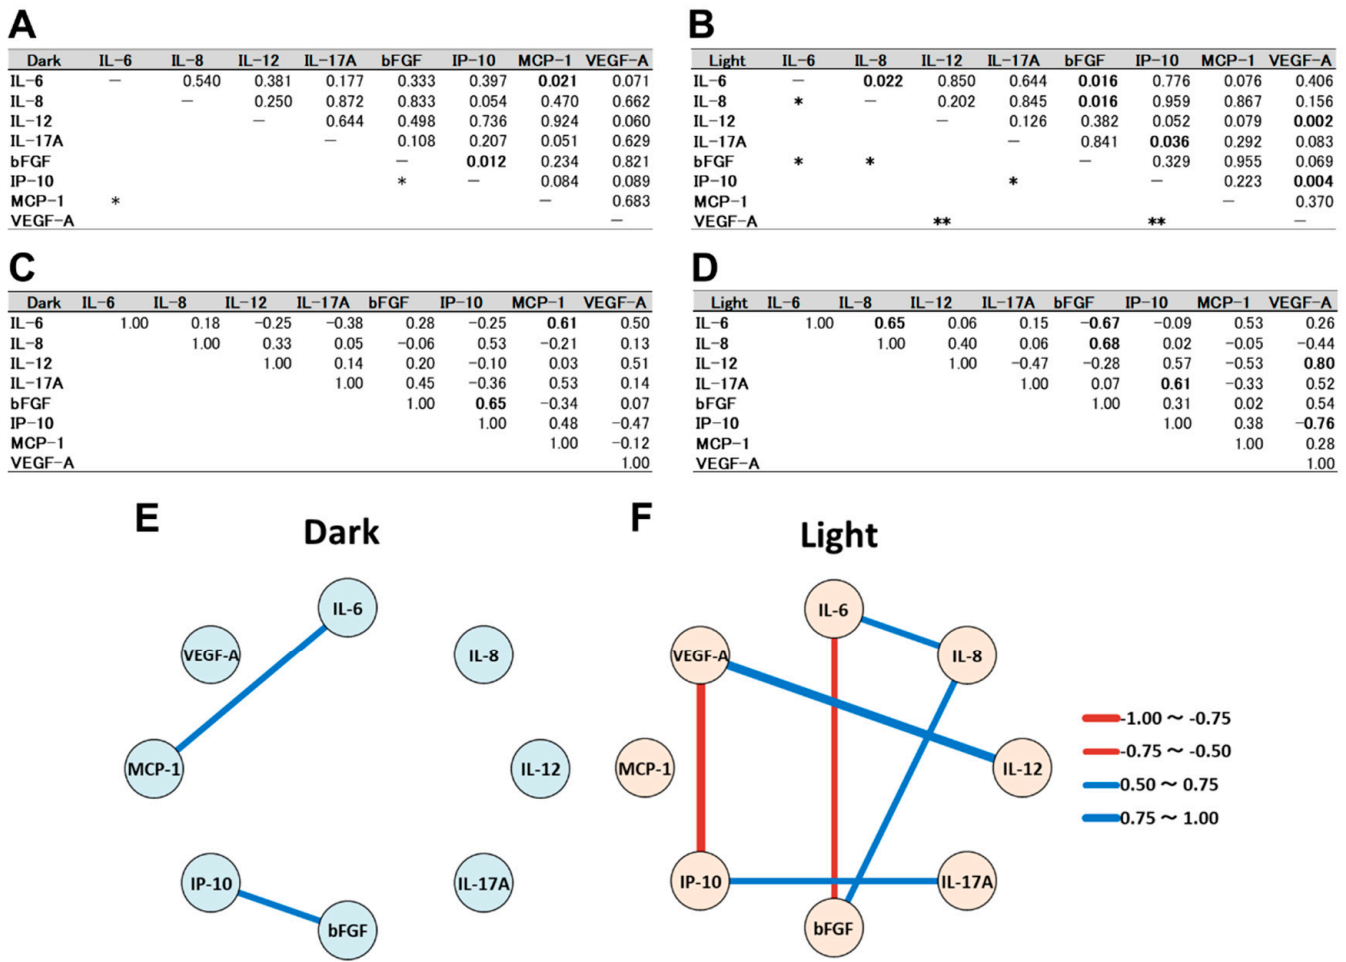 A
Dark IL-6 IL-8 IL-12 IL-17A bFGF IP-10 MCP-1 VEGF-A
IL-6 — 0.540 0.381 0.177 0.333 0.397 0.021 0.071
IL-8 — 0.250 0.872 0.833 0.054 0.470 0.662
IL-12 — 0.644 0.498 0.736 0.924 0.060
IL-17A — 0.108 0.207 0.051 0.629
bFGF — 0.012 0.234 0.821
IP-10 * — 0.084 0.089
MCP-1 * — 0.683
VEGF-A —
B
Light IL-6 IL-8 IL-12 IL-17A bFGF IP-10 MCP-1 VEGF-A
IL-6 — 0.022 0.850 0.644 0.016 0.776 0.076 0.406
IL-8 * — 0.202 0.845 0.016 0.959 0.867 0.156
IL-12 — 0.126 0.382 0.052 0.079 0.002
IL-17A — 0.841 0.036 0.292 0.083
bFGF * * — 0.329 0.955 0.069
IP-10 * — 0.223 0.004
MCP-1 — 0.370
VEGF-A ** ** —
C
Dark IL-6 IL-8 IL-12 IL-17A bFGF IP-10 MCP-1 VEGF-A
IL-6 1.00 0.18 -0.25 -0.38 0.28 -0.25 0.61 0.50
IL-8 1.00 0.33 0.05 -0.06 0.53 -0.21 0.13
IL-12 1.00 0.14 0.20 -0.10 0.03 0.51
IL-17A 1.00 0.45 -0.36 0.53 0.14
bFGF 1.00 0.65 -0.34 0.07
IP-10 1.00 0.48 -0.47
MCP-1 1.00 -0.12
VEGF-A 1.00
D
Light IL-6 IL-8 IL-12 IL-17A bFGF IP-10 MCP-1 VEGF-A
IL-6 1.00 0.65 0.06 0.15 -0.67 -0.09 0.53 0.26
IL-8 1.00 0.40 0.06 0.68 0.02 -0.05 -0.44
IL-12 1.00 -0.47 -0.28 0.57 -0.53 0.80
IL-17A 1.00 0.07 0.61 -0.33 0.52
bFGF 1.00 0.31 0.02 0.54
IP-10 1.00 0.38 -0.76
MCP-1 1.00 0.28
VEGF-A 1.00
E
Dark
IL-6
VEGF-A
IL-8
MCP-1
IL-12
IP-10
IL-17A
bFGF
F
Light
IL-6
VEGF-A
IL-8
MCP-1
IL-12
IP-10
IL-17A
bFGF
-1.00 ～ -0.75
-0.75 ～ -0.50
0.50 ～ 0.75
0.75 ～ 1.00